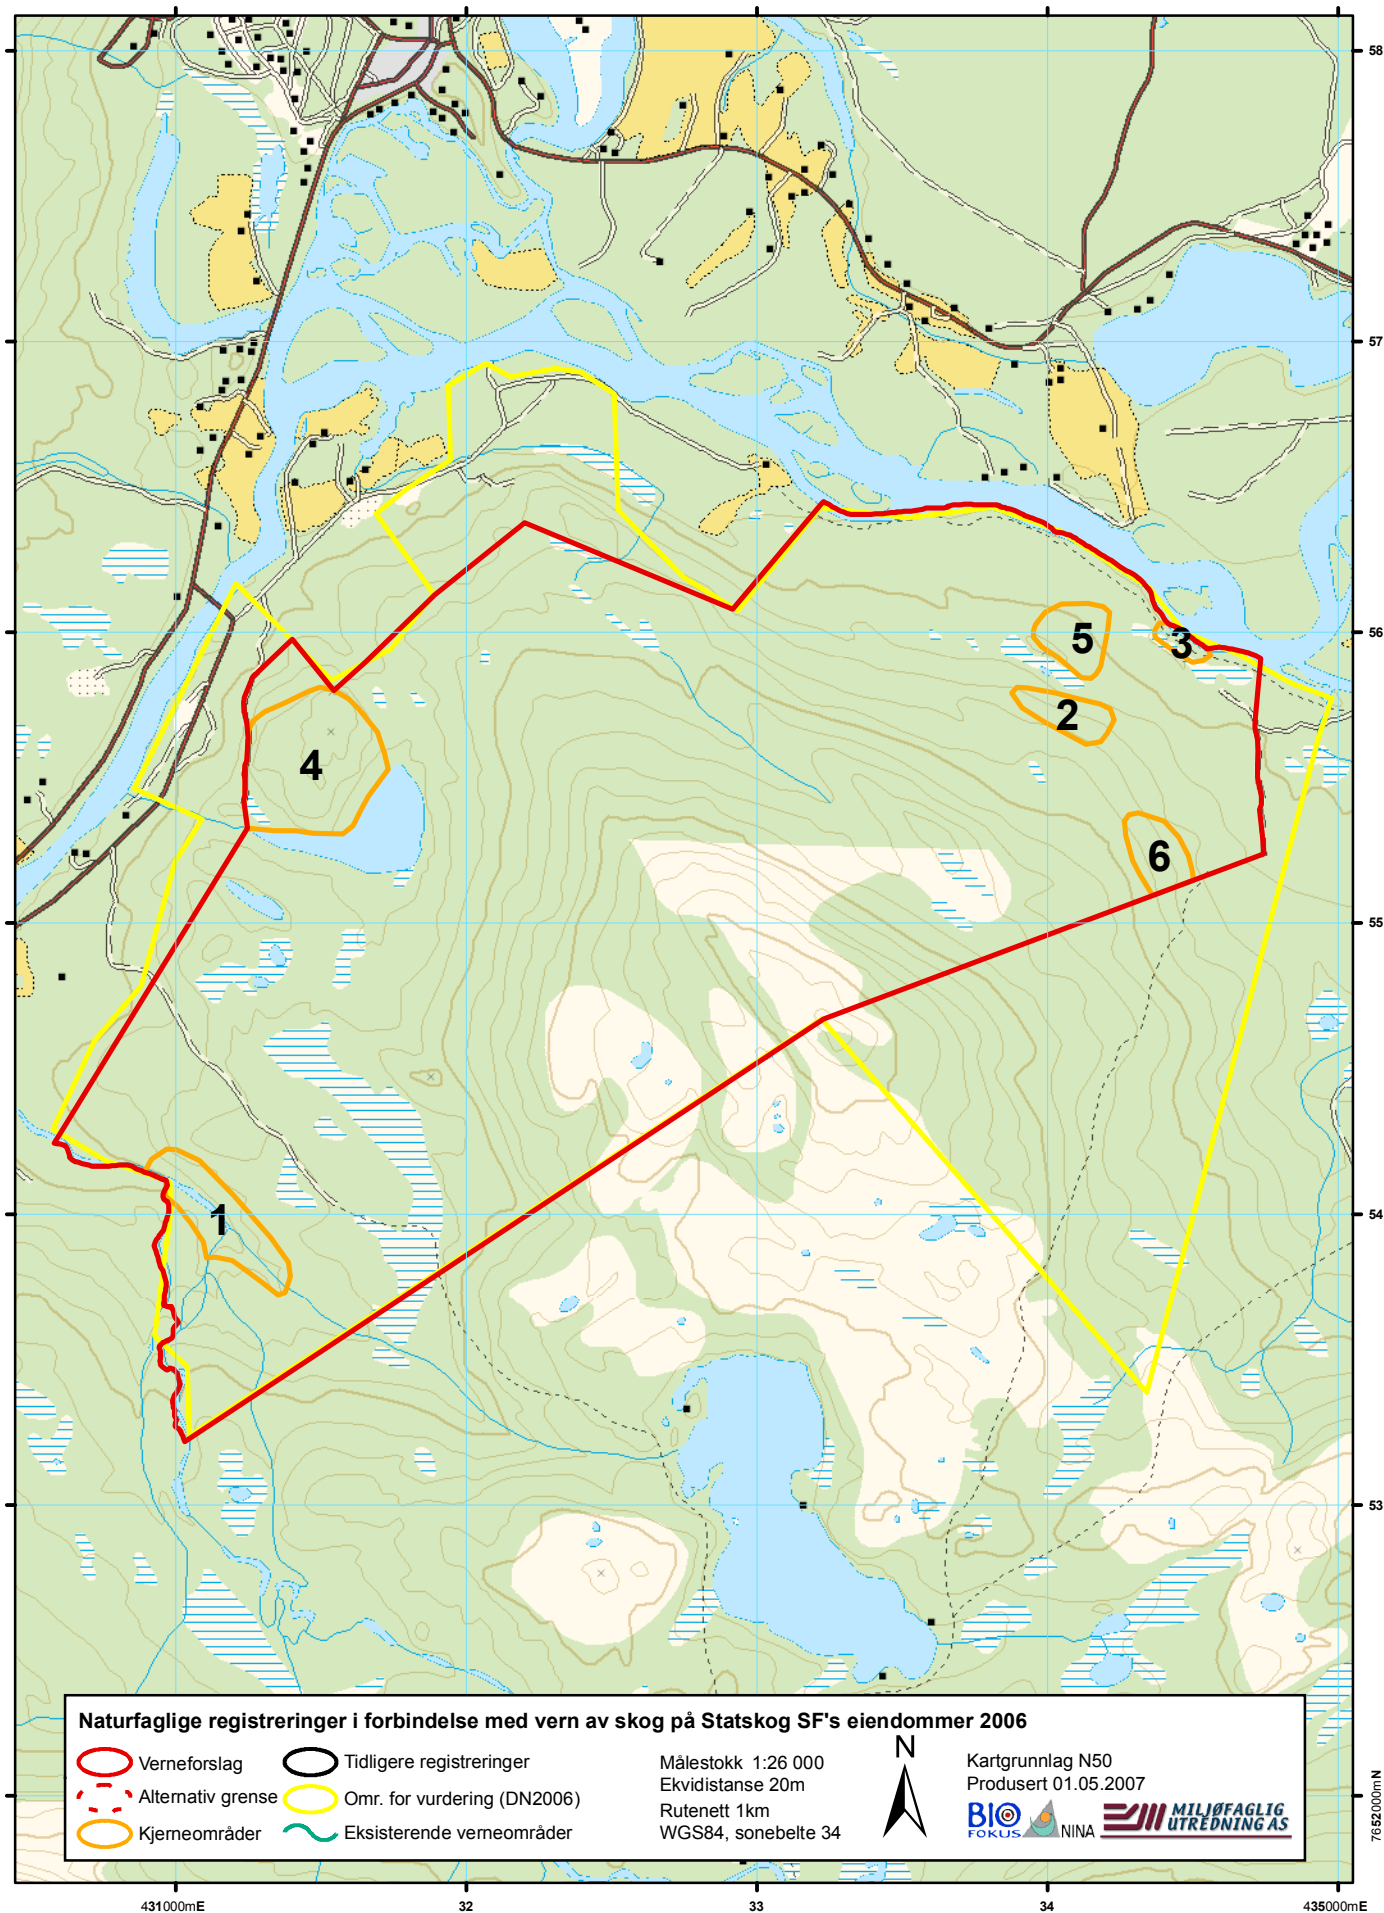 58
57
5
3
56
2
4
6
55
1
54
53
Naturfaglige registreringer i forbindelse med vern av skog på Statskog SF's eiendommer 2006
Verneforslag
Tidligere registreringer
Alternativ grense
Omr. for vurdering (DN2006)
Kjerneområder
Eksisterende verneområder
Målestokk 1:26 000
Ekvidistanse 20m
Rutenett 1km
WGS84, sonebelte 34
N
Kartgrunnlag N50
Produsert 01.05.2007
BIO
FOKUS
NINA
MILJØFAGLIG
UTREDNING AS
7652000mN
431000mE
32
33
34
435000mE